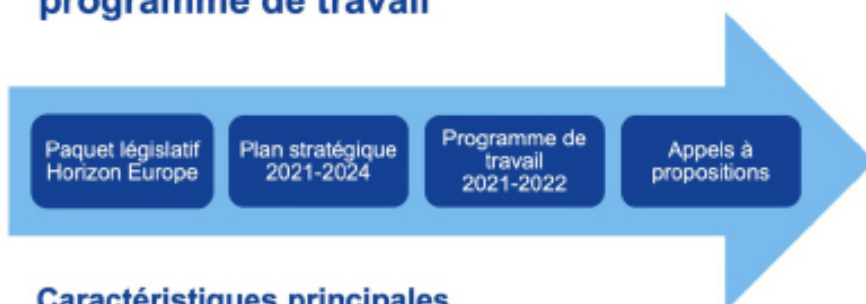 programme de travail
Paquet législatif
Horizon Europe
Plan stratégique
2021-2024
Programme de
travail
2021-2022
Appels à
propositions
Caractéristiques principales